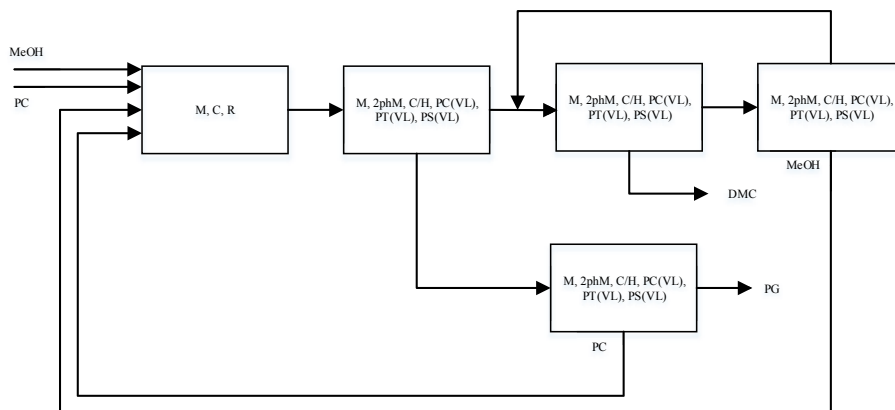 MeOH
PC
M, C, R
M, 2phM, C/H, PC(VL),
PT(VL), PS(VL)
M, 2phM, C/H, PC(VL),
PT(VL), PS(VL)
M, 2phM, C/H, PC(VL),
PT(VL), PS(VL)
MeOH
DMC
M, 2phM, C/H, PC(VL),
PT(VL), PS(VL)
PG
PC